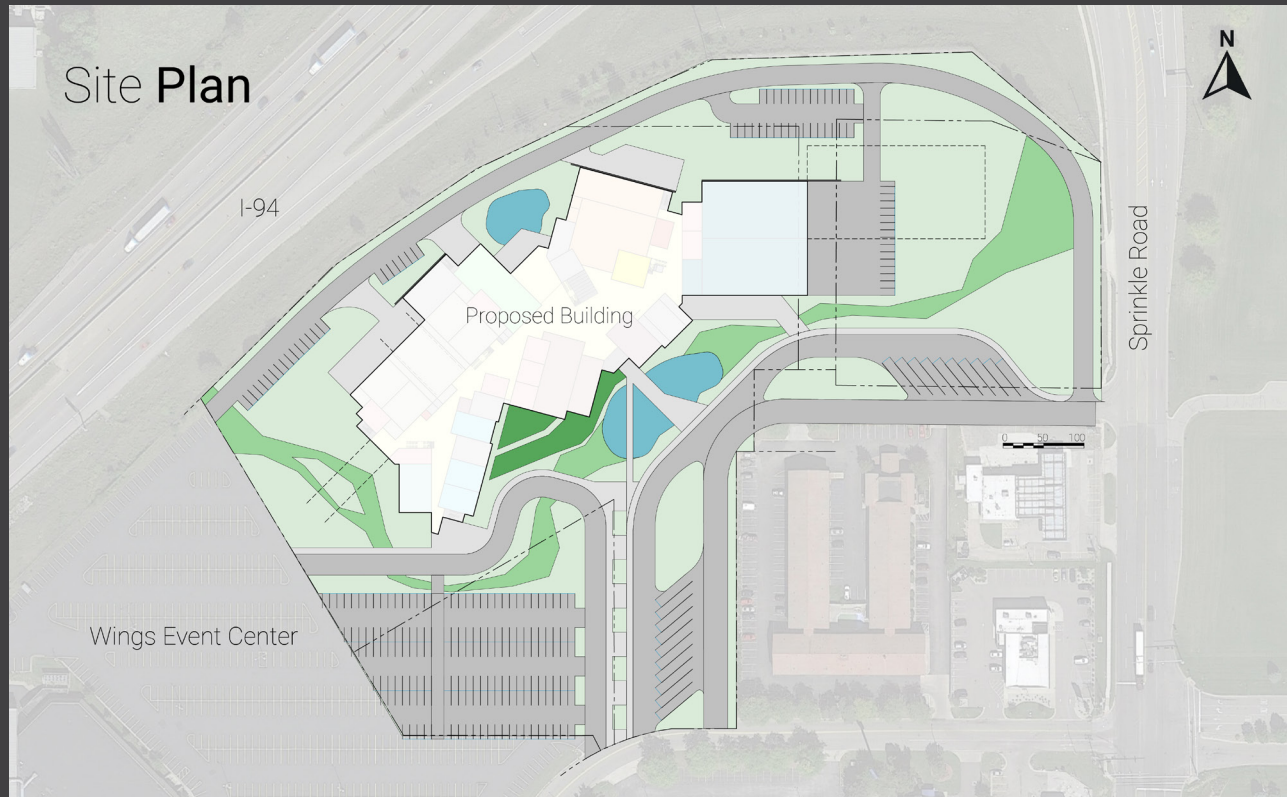 Site Plan
N
I-94
Sprinkle Road
Proposed Building
0 50 100
Wings Event Center